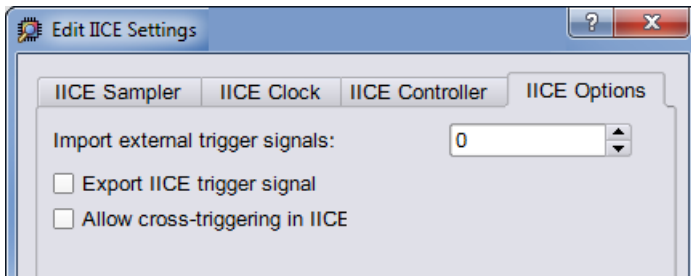 Edit IICE Settings
IICE Sampler IICE Clock IICE Controller IICE Options
Import external trigger signals: 0
Export IICE trigger signal
Allow cross-triggering in IICE